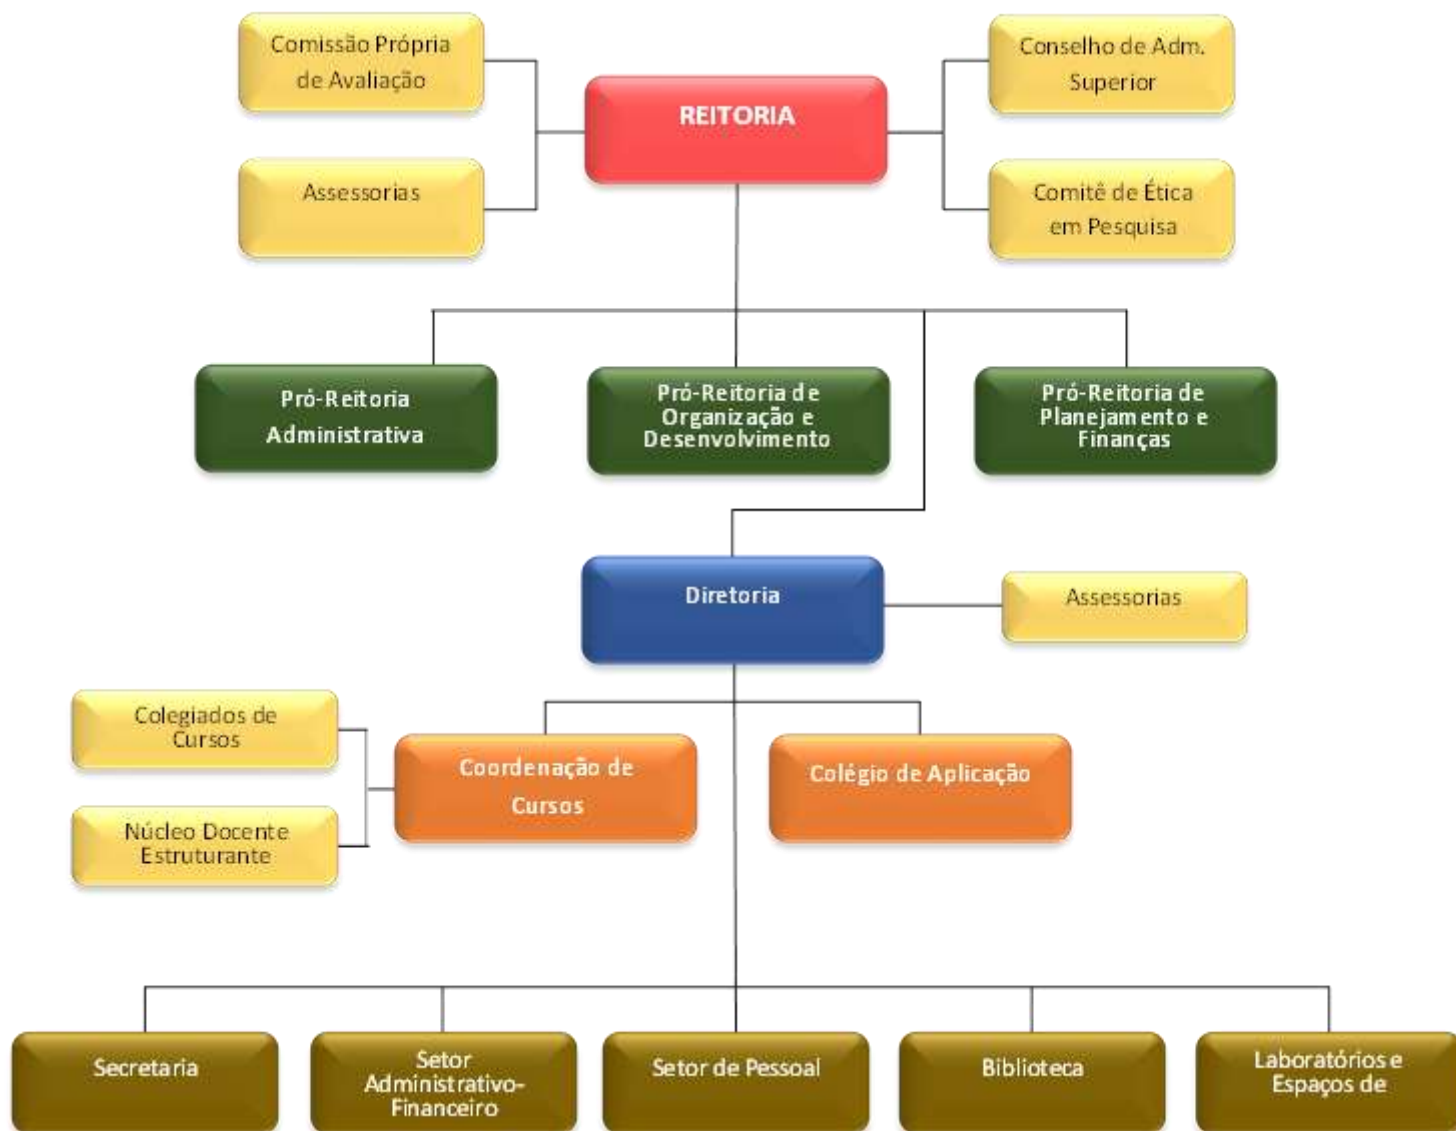 Comissão Própria
de Avaliação
Conselho de Adm.
Superior
REITORIA
Assessorias
Comitê de Ética
em Pesquisa
Pró-Reitoria
Administrativa
Pró-Reitoria de
Organização e
Desenvolvimento
Pró-Reitoria de
Planejamento e
Finanças
Diretoria
Assessorias
Colegiados de
Cursos
Núcleo Docente
Estruturante
Coordenação de
Cursos
Colégio de Aplicação
Secretaria
Setor
Administrativo-
Financeiro
Setor de Pessoal
Biblioteca
Laboratórios e
Espaços de